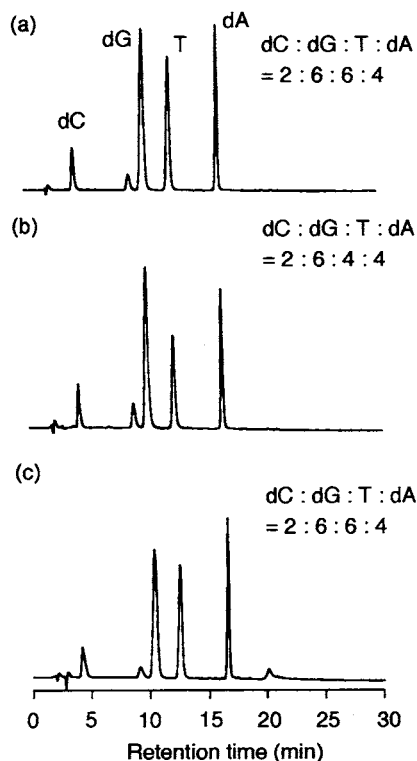 (a)
dC
dG
T
dA
dC : dG : T : dA
= 2 : 6 : 6 : 4
(b)
dC : dG : T : dA
= 2 : 6 : 4 : 4
(c)
dC : dG : T : dA
= 2 : 6 : 6 : 4
0 5 10 15 20 25 30
Retention time (min)